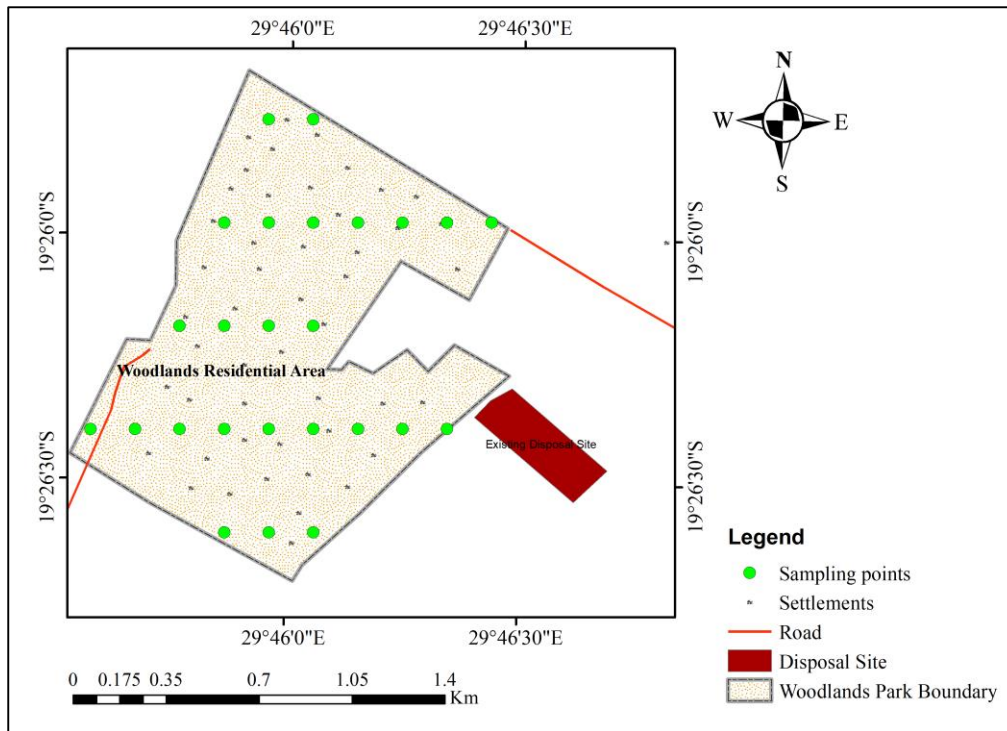 29°46'0"E
29°46'30"E
N
W
E
S
19°26'0"S
19°26'0"S
Woodlands Residential Area
Existing Disposal Site
19°26'30"S
19°26'30"S
29°46'0"E
29°46'30"E
Legend
Sampling points
Settlements
Road
Disposal Site
Woodlands Park Boundary
0 0.175 0.35 0.7 1.05 1.4
Km